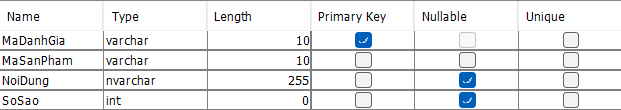 Name Type Length Primary Key Nullable Unique
MaDanhGia varchar 10
MaSanPham varchar 10
NoiDung nvarchar 255
SoSao int 0